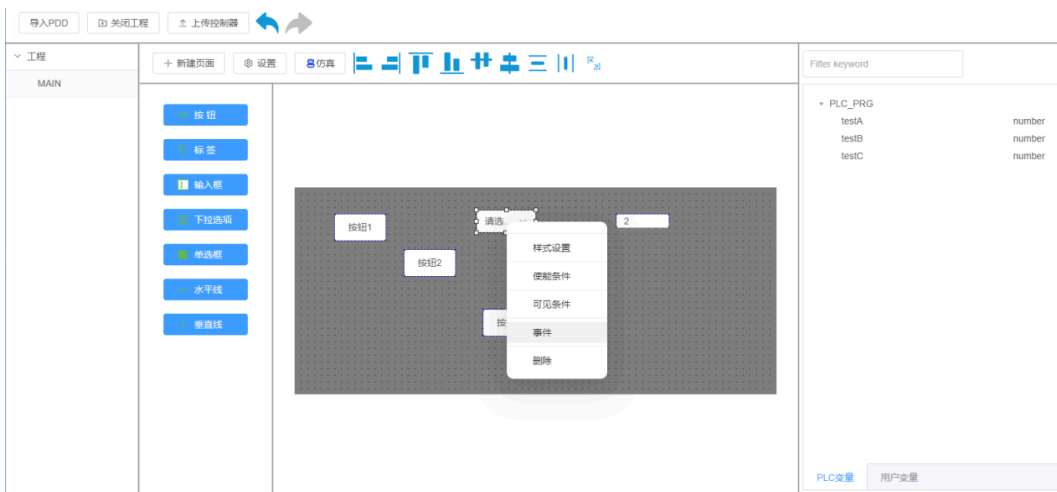 导入PDD
关闭工程
上传控制器
工程
MAIN
新建页面
设置
仿真
Filter keyword
按钮
标签
输入框
下拉选项
单选框
水平线
垂直线
按钮1
请选...
2
按钮2
按
样式设置
使能条件
可见条件
事件
删除
PLC_PRG
testA number
testB number
testC number
PLC变量
用户变量